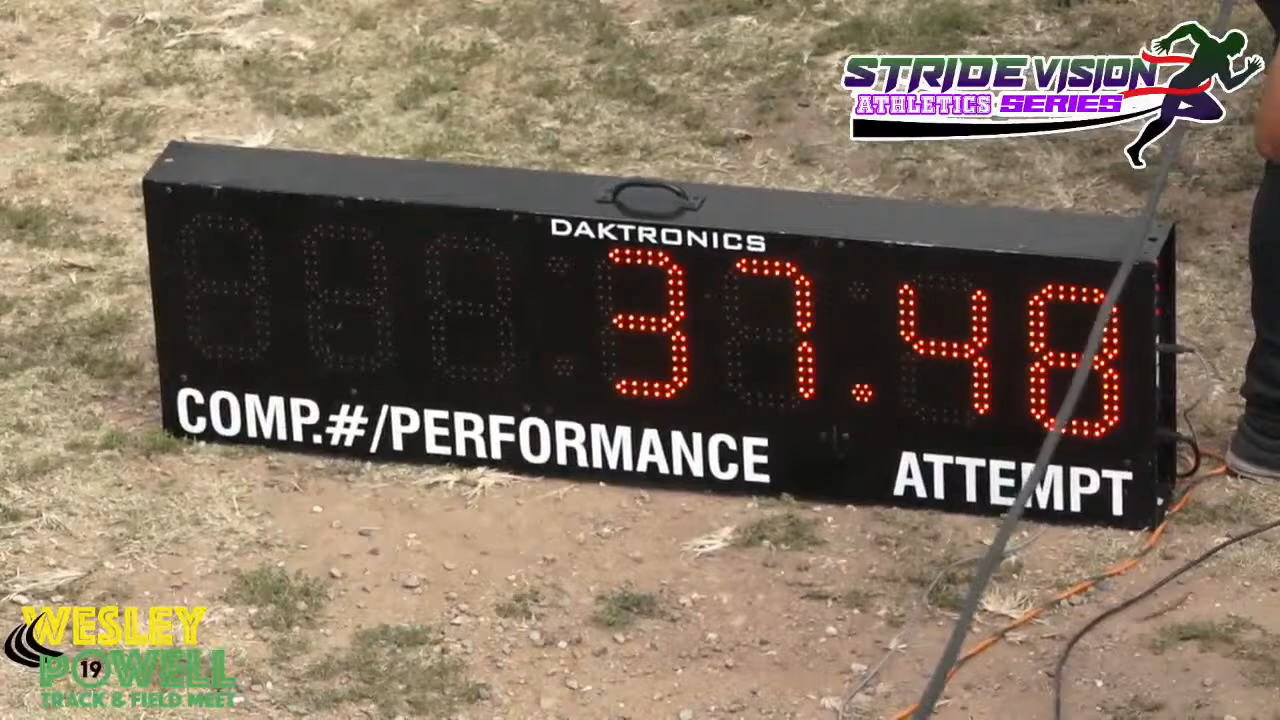 STRIDE VISION
ATHLETICS SERIES
DAKTRONICS
37.48
COMP.#/PERFORMANCE ATTEMPT
WESLEY
POWELL
19
TRACK & FIELD MEET